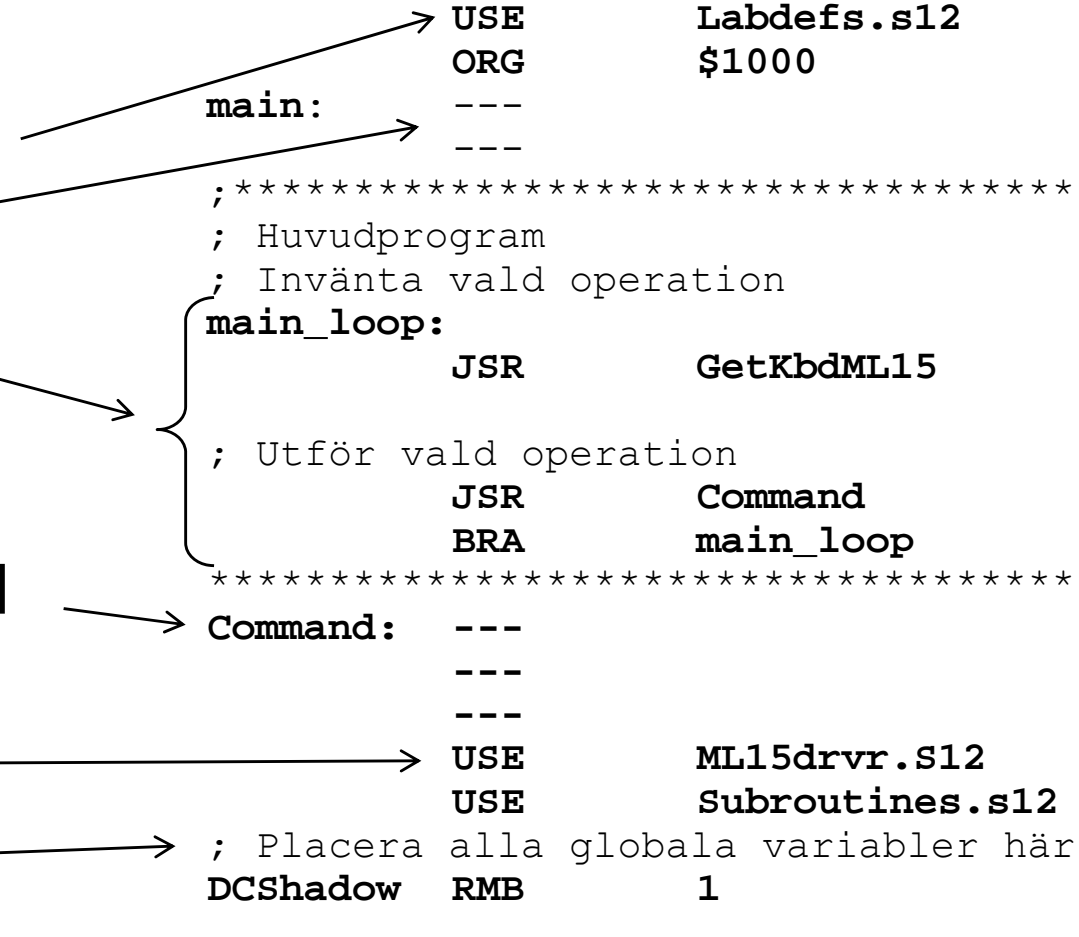 USE Labdefs.s12
ORG $1000
main: ---
---
;***********************************
; Huvudprogram
; Invänta vald operation
main_loop:
JSR GetKbdML15
; Utför vald operation
JSR Command
BRA main_loop
************************************
Command: ---
---
---
USE ML15drvr.S12
USE Subroutines.s12
; Placera alla globala variabler här
DCShadow RMB 1